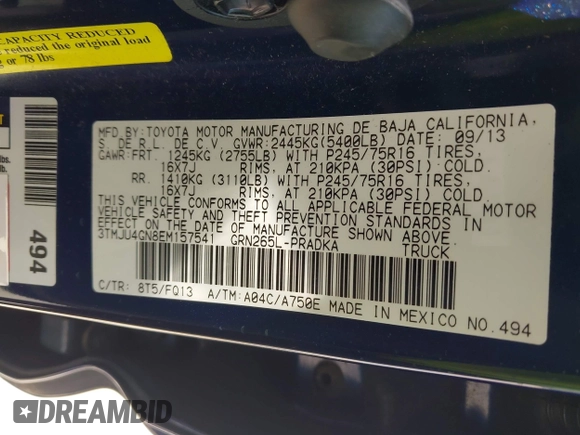 CAPACITY REDUCED
reduced the original load
g or 78 lbs
lbs.
lbs.
494
MFD.BY:TOYOTA MOTOR MANUFACTURING DE BAJA CALIFORNIA,
S. DE R.L. DE C.V. GVWR:2445KG(5400LB) DATE: 09/13
GAWR:FRT. 1245KG (2755LB) WITH P245/75R16 TIRES,
16X7J RIMS, AT 210KPA (30PSI) COLD.
RR. 1410KG (3110LB) WITH P245/75R16 TIRES,
16X7J RIMS, AT 210KPA (30PSI) COLD.
THIS VEHICLE CONFORMS TO ALL APPLICABLE FEDERAL MOTOR
VEHICLE SAFETY AND THEFT PREVENTION STANDARDS IN
EFFECT ON THE DATE OF MANUFACTURE SHOWN ABOVE.
3TMJU4GN8EM157541 GRN265L-PRADKA TRUCK
C/TR: 8T5/FQ13 A/TM:A04C/A750E MADE IN MEXICO NO.494
DREAMBID